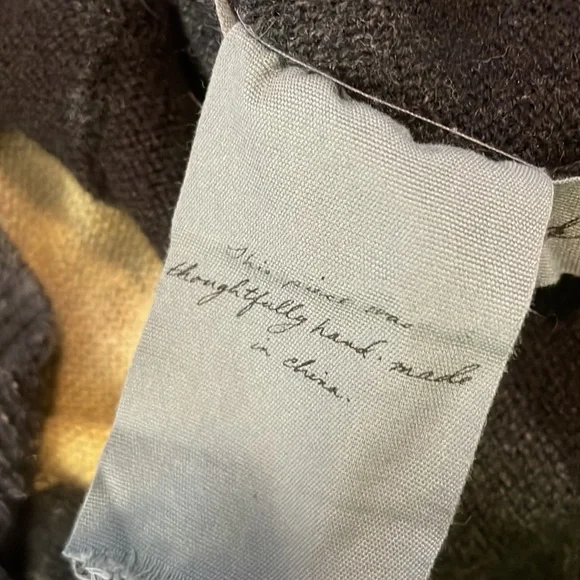 This piece was
thoughtfully hand-made
in china.